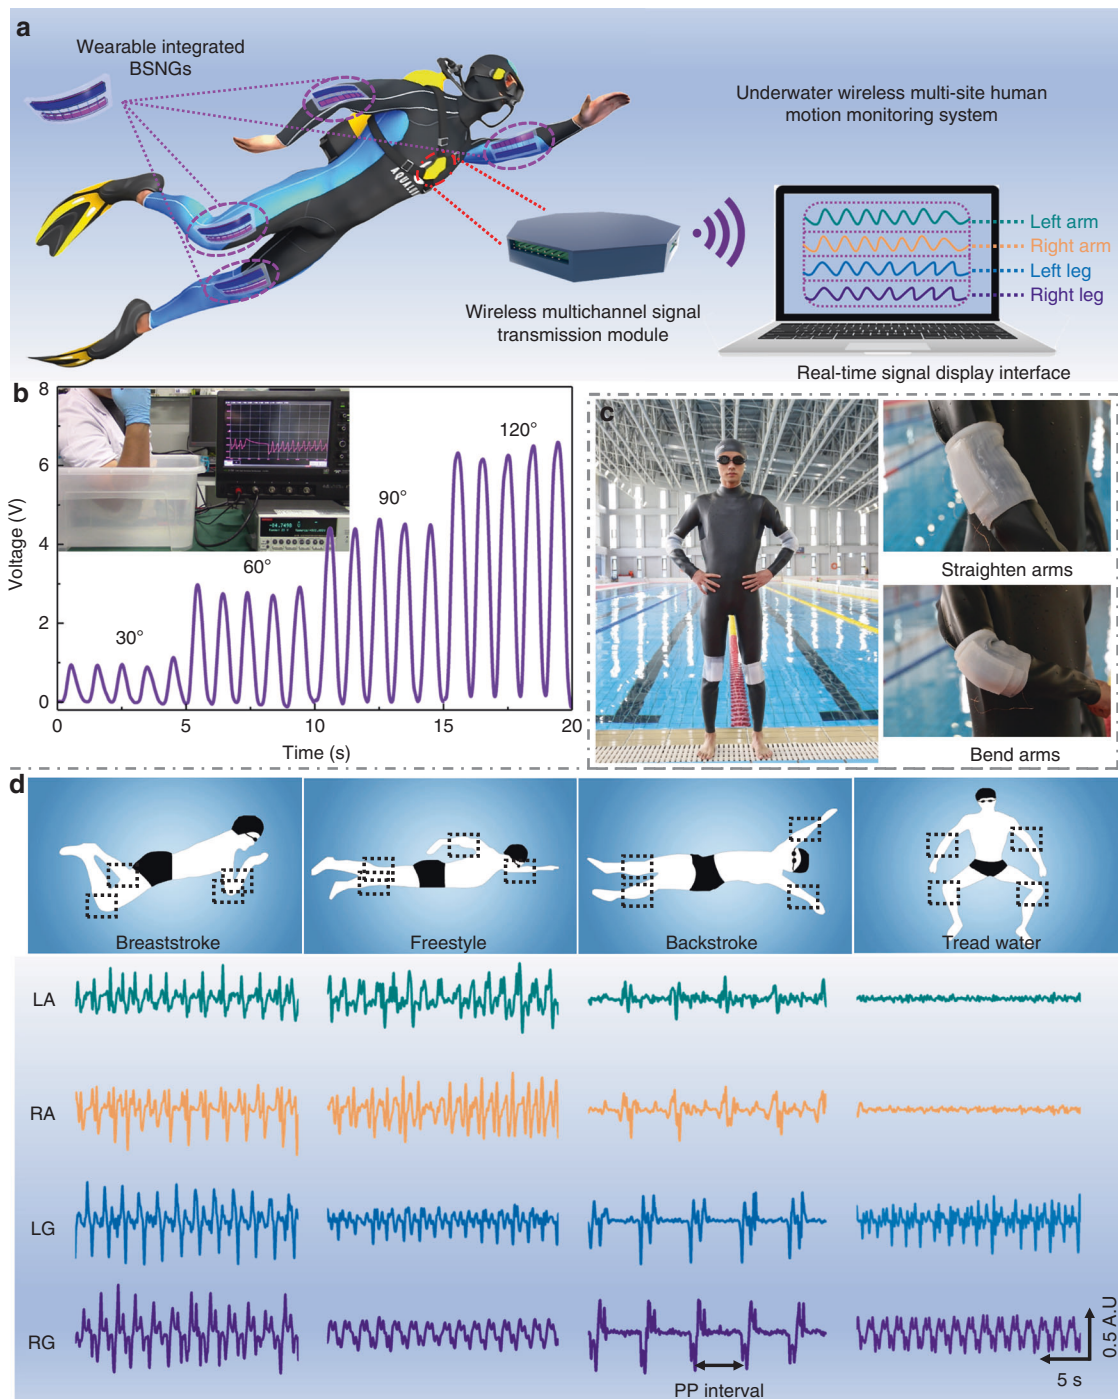 a
Wearable integrated
BSNGs
Underwater wireless multi-site human
motion monitoring system
Left arm
Right arm
Left leg
Right leg
Wireless multichannel signal
transmission module
Real-time signal display interface
b
8
6
4
2
0
Voltage (V)
30°
60°
90°
120°
0
5
10
15
20
Time (s)
c
Straighten arms
Bend arms
d
Breaststroke
Freestyle
Backstroke
Tread water
LA
RA
LG
RG
PP interval
5 s
0.5 A.U